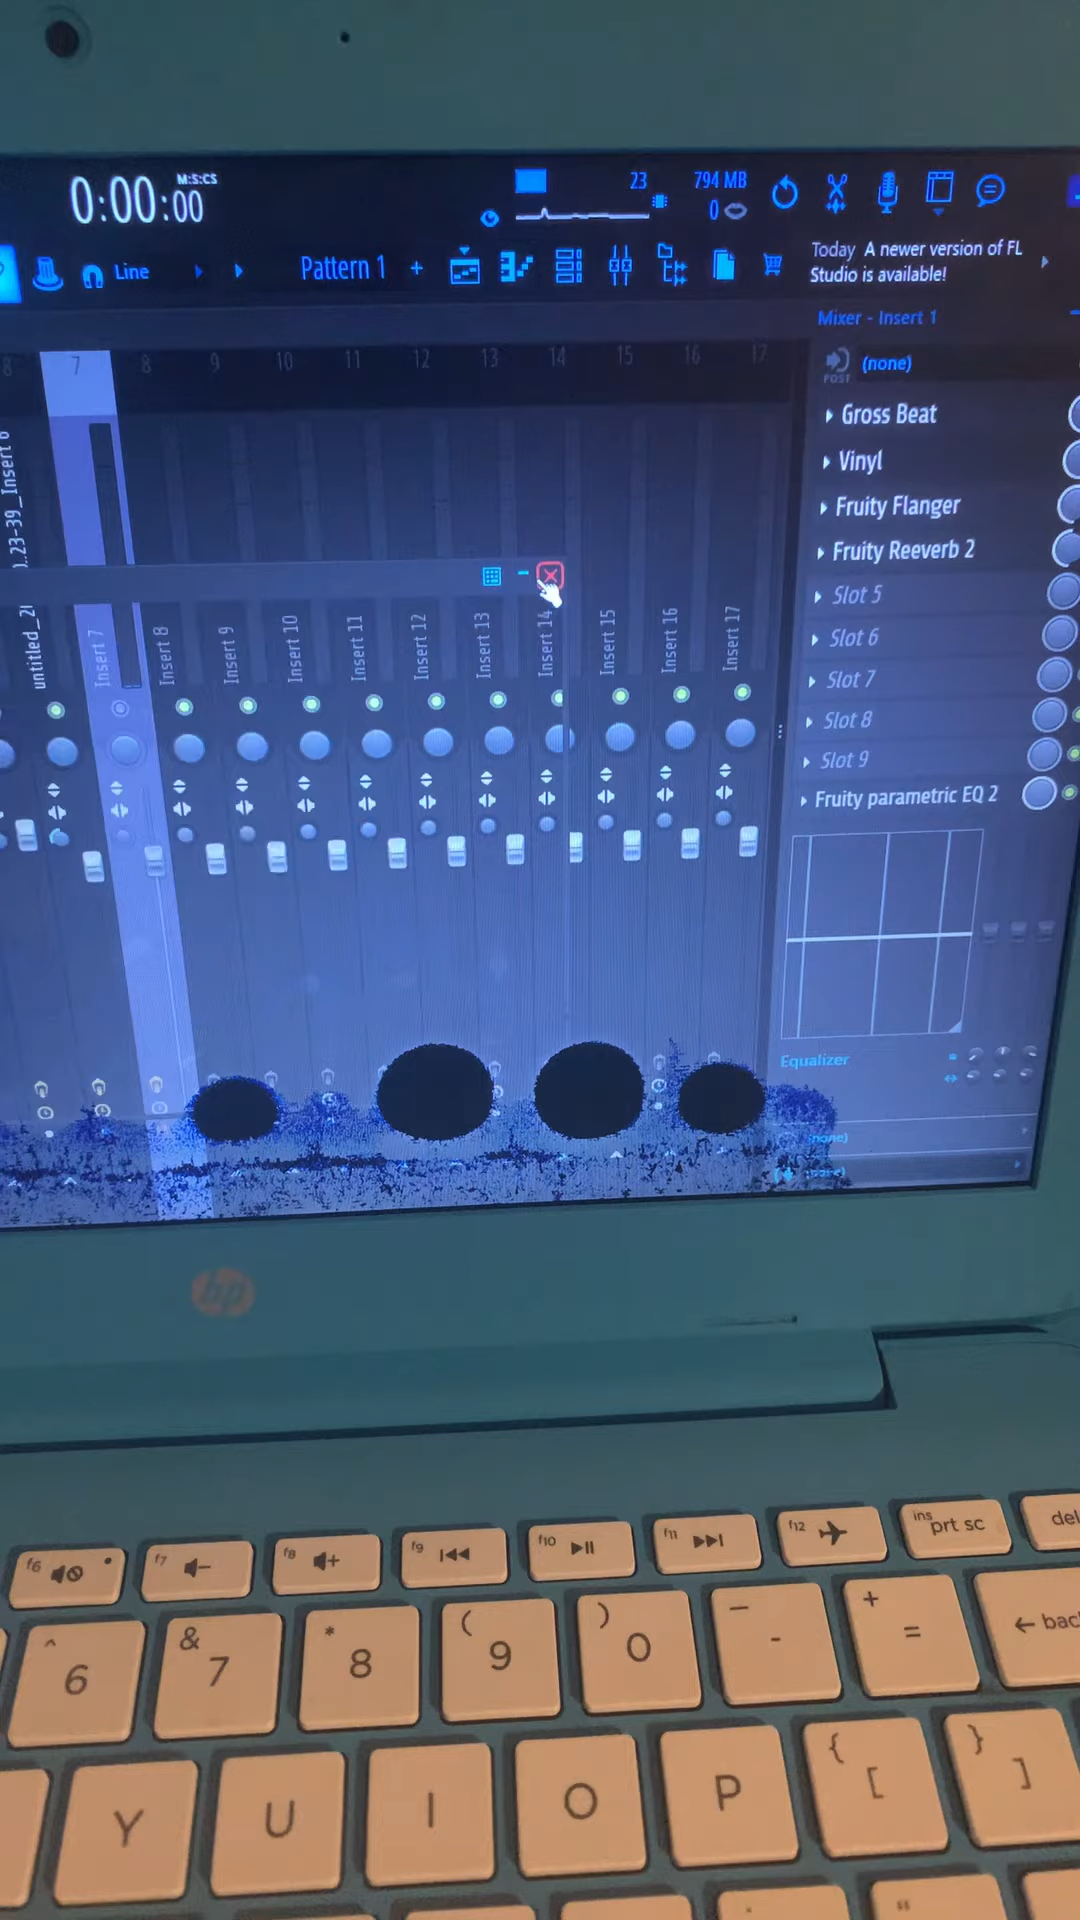 0:00:00
M:S:CS
23
794 MB
0
Line
Pattern 1
+
Today A newer version of FL
Studio is available!
Mixer - Insert 1
POST
(none)
Gross Beat
Vinyl
Fruity Flanger
Fruity Reeverb 2
Slot 5
Slot 6
Slot 7
Slot 8
Slot 9
Fruity parametric EQ 2
Equalizer
(none)
7
8
9
10
11
12
13
14
15
16
17
Insert 7
Insert 8
Insert 9
Insert 10
Insert 11
Insert 12
Insert 13
Insert 14
Insert 15
Insert 16
Insert 17
hp
f6
f7
f8
f9
f10
f11
f12
ins
prt sc
del
^
6
&
7
*
8
(
9
)
0
_
-
+
=
← bac
Y
U
I
O
P
{
[
}
]